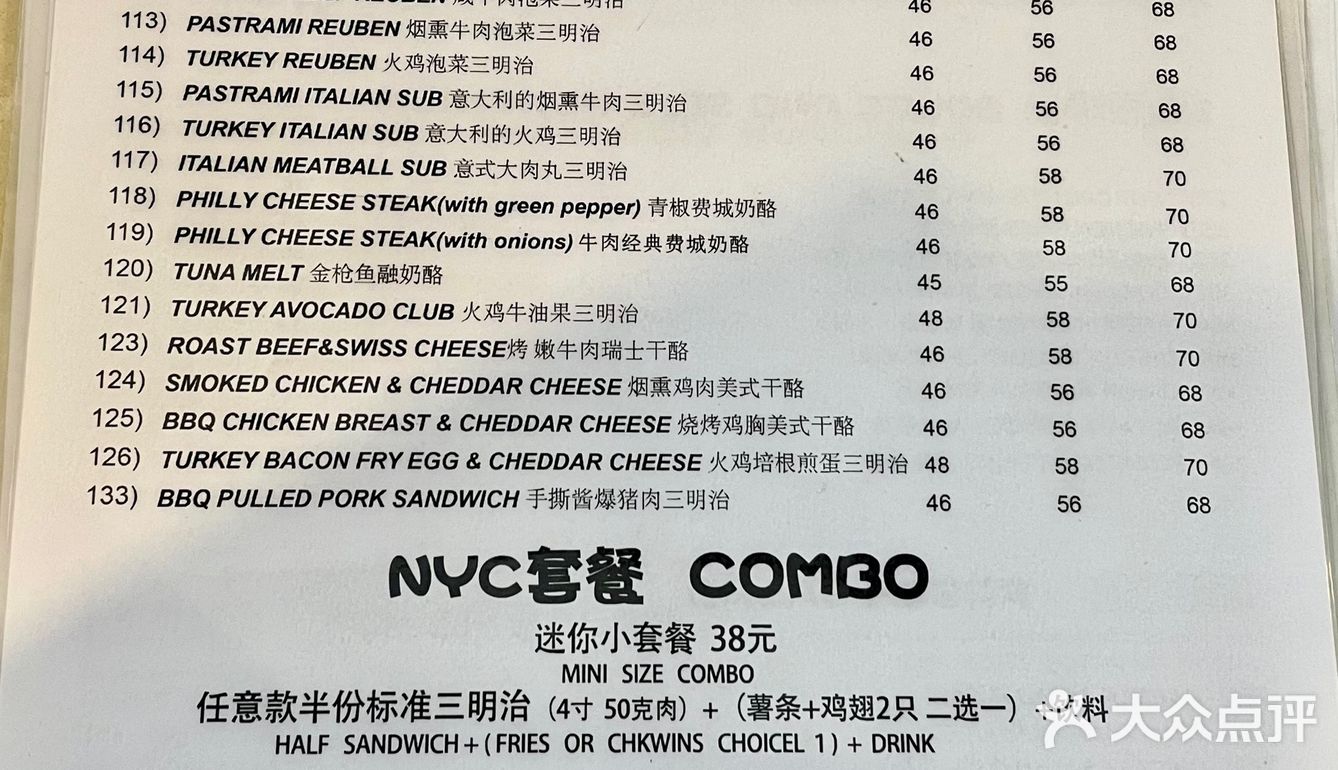 REUBEN 咸牛肉泡菜三明治 46 56 68
113) PASTRAMI REUBEN 烟熏牛肉泡菜三明治 46 56 68
114) TURKEY REUBEN 火鸡泡菜三明治 46 56 68
115) PASTRAMI ITALIAN SUB 意大利的烟熏牛肉三明治 46 56 68
116) TURKEY ITALIAN SUB 意大利的火鸡三明治 46 56 68
117) ITALIAN MEATBALL SUB 意式大肉丸三明治 46 58 70
118) PHILLY CHEESE STEAK(with green pepper) 青椒费城奶酪 46 58 70
119) PHILLY CHEESE STEAK(with onions) 牛肉经典费城奶酪 46 58 70
120) TUNA MELT 金枪鱼融奶酪 45 55 68
121) TURKEY AVOCADO CLUB 火鸡牛油果三明治 48 58 70
123) ROAST BEEF&SWISS CHEESE烤 嫩牛肉瑞士干酪 46 58 70
124) SMOKED CHICKEN & CHEDDAR CHEESE 烟熏鸡肉美式干酪 46 56 68
125) BBQ CHICKEN BREAST & CHEDDAR CHEESE 烧烤鸡胸美式干酪 46 56 68
126) TURKEY BACON FRY EGG & CHEDDAR CHEESE 火鸡培根煎蛋三明治 48 58 70
133) BBQ PULLED PORK SANDWICH 手撕酱爆猪肉三明治 46 56 68
NYC套餐 COMBO
迷你小套餐 38元
MINI SIZE COMBO
任意款半份标准三明治（4寸 50克肉）+（薯条+鸡翅2只 二选一）+饮料
HALF SANDWICH+(FRIES OR CHKWINS CHOICEL 1)+ DRINK
大众点评